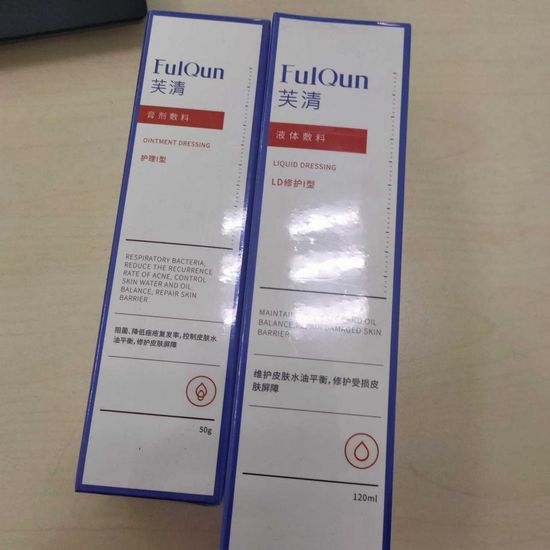 FulQun
芙清
膏剂敷料
OINTMENT DRESSING
护理I型
RESPIRATORY BACTERIA,
REDUCE THE RECURRENCE
RATE OF ACNE, CONTROL
SKIN WATER AND OIL
BALANCE, REPAIR SKIN
BARRIER
阻菌、降低痤疮复发率,控制皮肤水
油平衡,修护皮肤屏障
50g
FulQun
芙清
液体敷料
LIQUID DRESSING
LD修护I型
MAINTAIN AND OIL
BALANCE, DAMAGED SKIN
BARRIER
维护皮肤水油平衡,修护受损皮
肤屏障
120ml